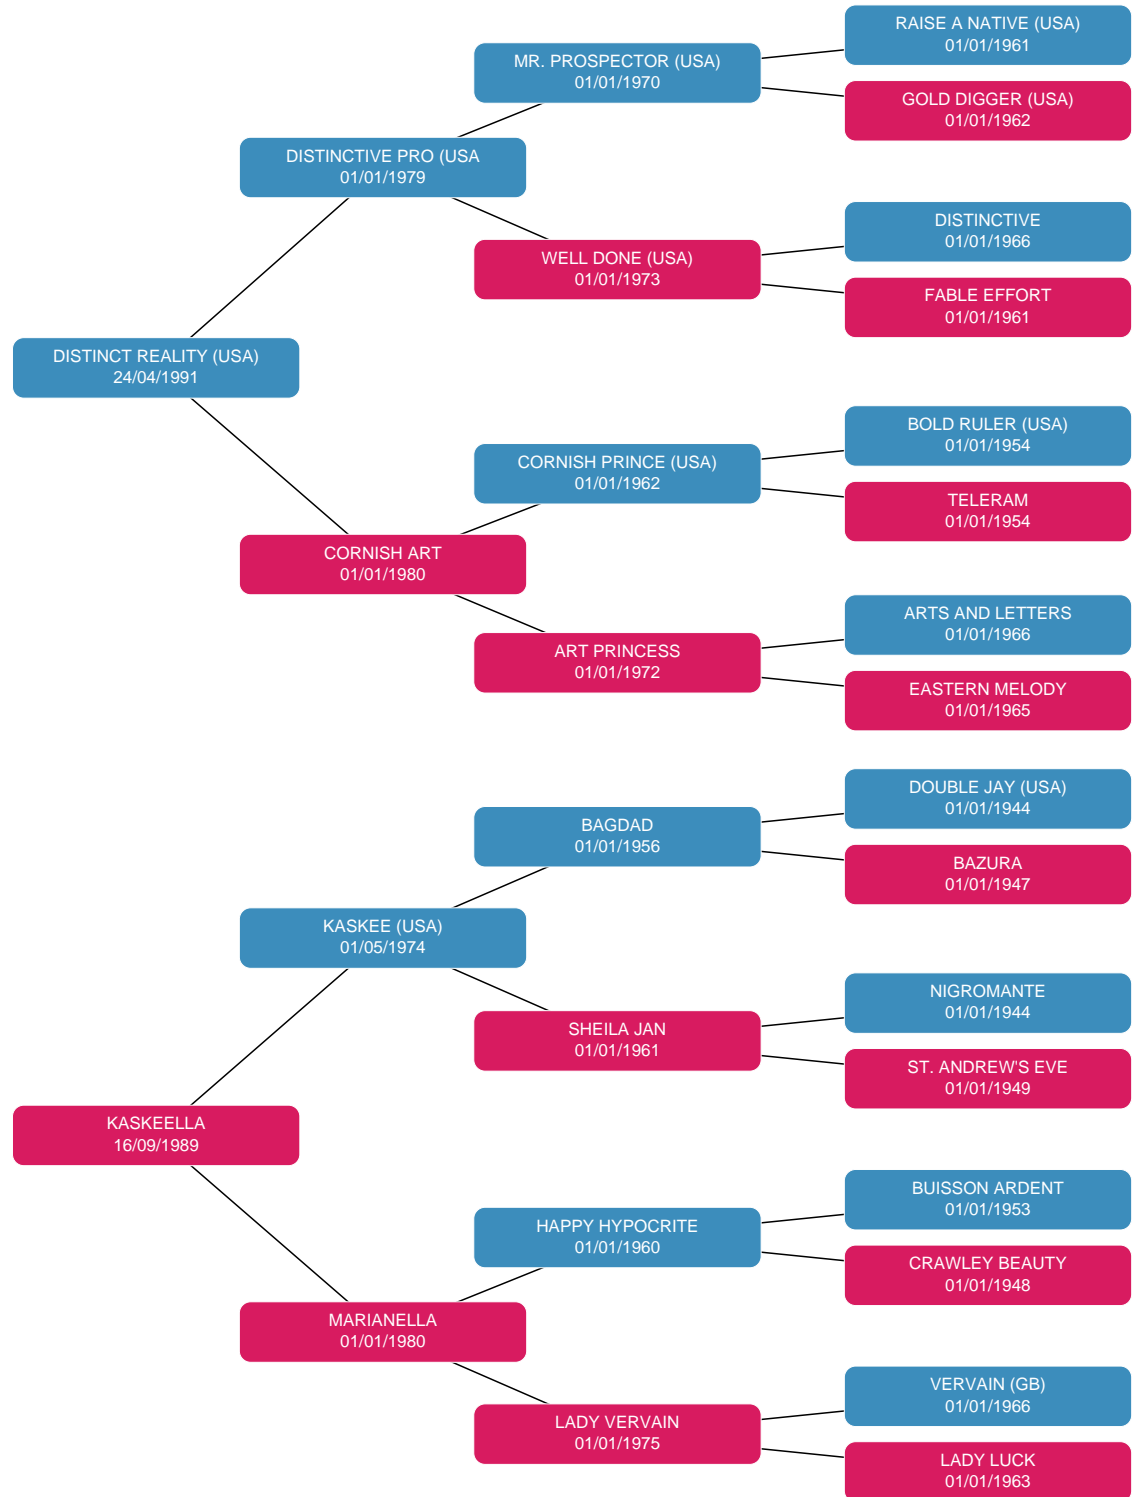 RAISE A NATIVE (USA)
01/01/1961
MR. PROSPECTOR (USA)
01/01/1970
GOLD DIGGER (USA)
01/01/1962
DISTINCTIVE PRO (USA
01/01/1979
DISTINCTIVE
01/01/1966
WELL DONE (USA)
01/01/1973
FABLE EFFORT
01/01/1961
DISTINCT REALITY (USA)
24/04/1991
BOLD RULER (USA)
01/01/1954
CORNISH PRINCE (USA)
01/01/1962
TELERAM
01/01/1954
CORNISH ART
01/01/1980
ARTS AND LETTERS
01/01/1966
ART PRINCESS
01/01/1972
EASTERN MELODY
01/01/1965
DOUBLE JAY (USA)
01/01/1944
BAGDAD
01/01/1956
BAZURA
01/01/1947
KASKEE (USA)
01/05/1974
NIGROMANTE
01/01/1944
SHEILA JAN
01/01/1961
ST. ANDREW'S EVE
01/01/1949
KASKEELLA
16/09/1989
BUISSON ARDENT
01/01/1953
HAPPY HYPOCRITE
01/01/1960
CRAWLEY BEAUTY
01/01/1948
MARIANELLA
01/01/1980
VERVAIN (GB)
01/01/1966
LADY VERVAIN
01/01/1975
LADY LUCK
01/01/1963